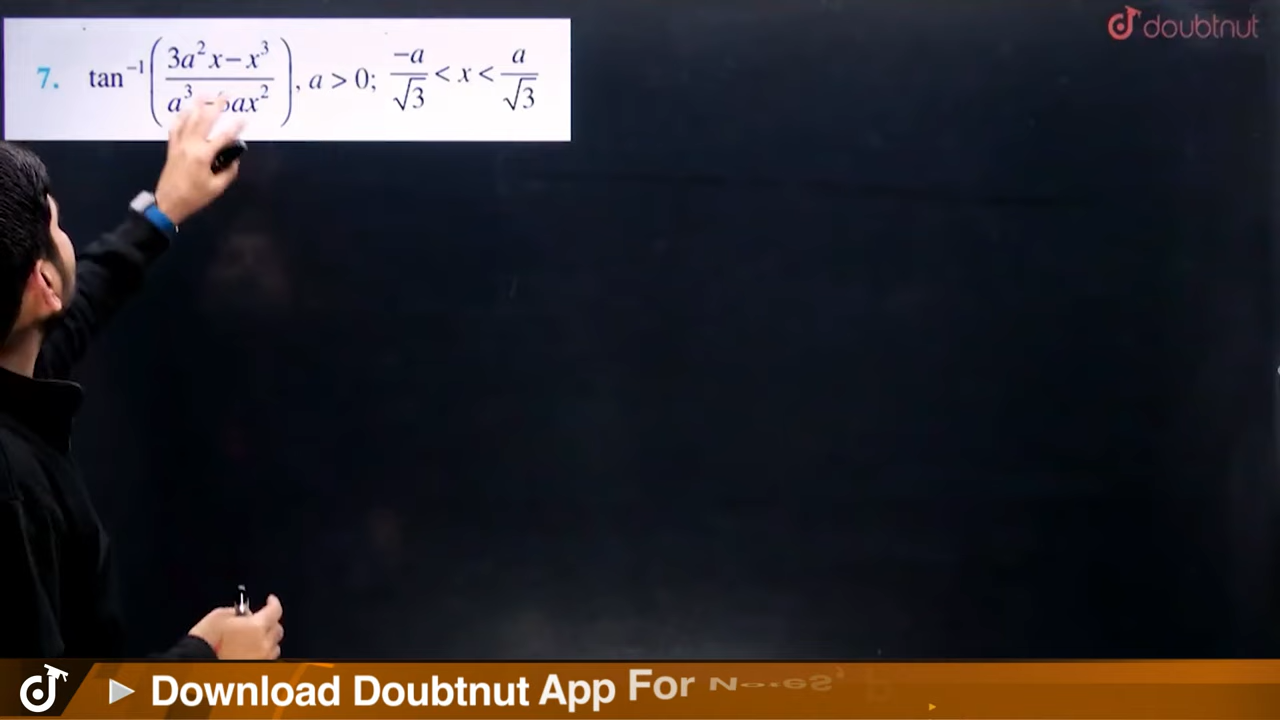 doubtnut
7. tan⁻¹((3a²x−x³)/(a³−3ax²)), a > 0; −a/√3 < x < a/√3
Download Doubtnut App For